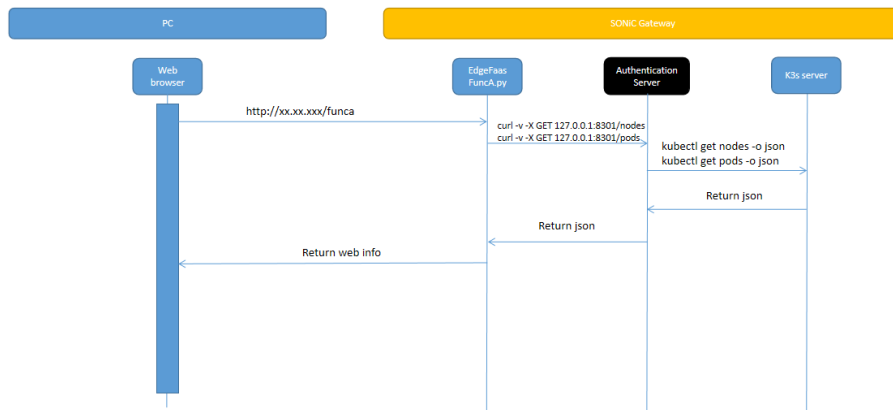 PC
SONiC Gateway
Web
browser
EdgeFaas
FuncA.py
Authentication
Server
K3s server
http://xx.xx.xxx/funca
curl -v -X GET 127.0.0.1:8301/nodes
curl -v -X GET 127.0.0.1:8301/pods
kubectl get nodes -o json
kubectl get pods -o json
Return json
Return json
Return web info